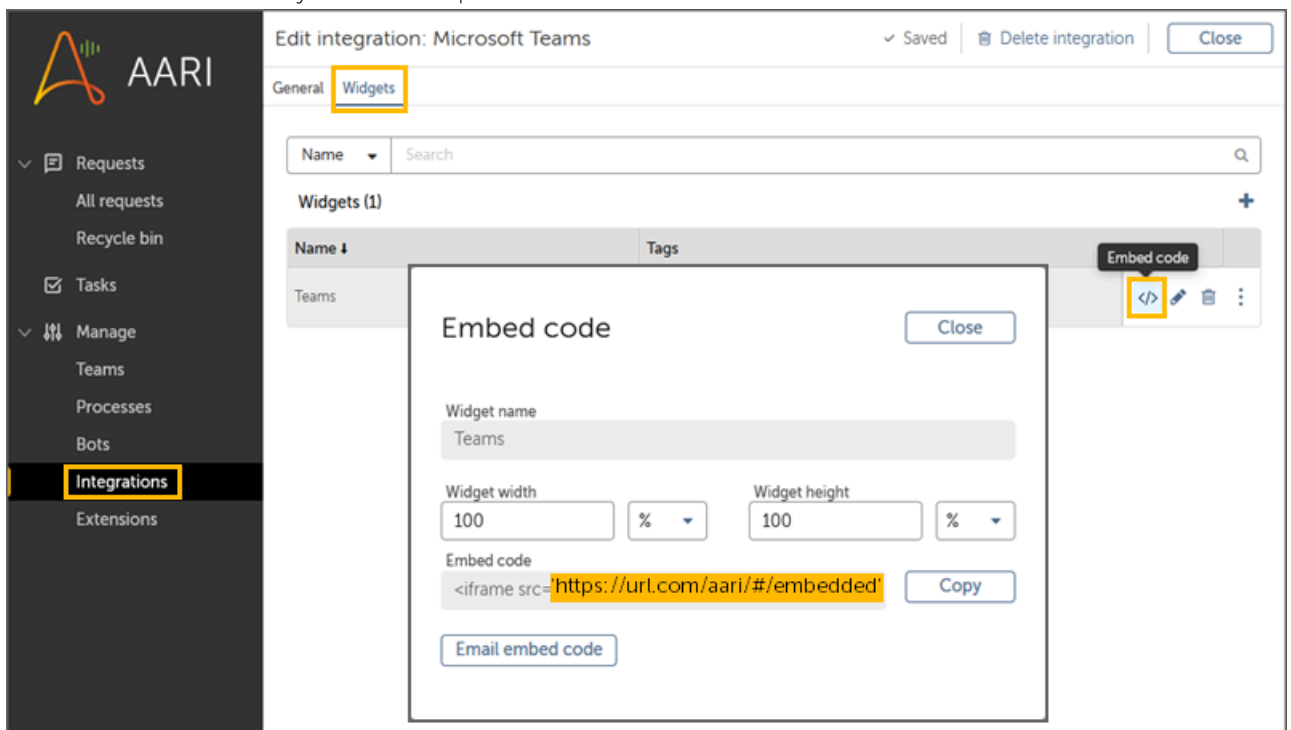 AARI
Requests
All requests
Recycle bin
Tasks
Manage
Teams
Processes
Bots
Integrations
Extensions
Edit integration: Microsoft Teams
Saved
Delete integration
Close
General
Widgets
Name
Search
Widgets (1)
Name
Tags
Embed code
Teams
Embed code
Close
Widget name
Teams
Widget width
Widget height
100
%
100
%
Embed code
<iframe src='https://url.com/aari/#/embedded'
Copy
Email embed code